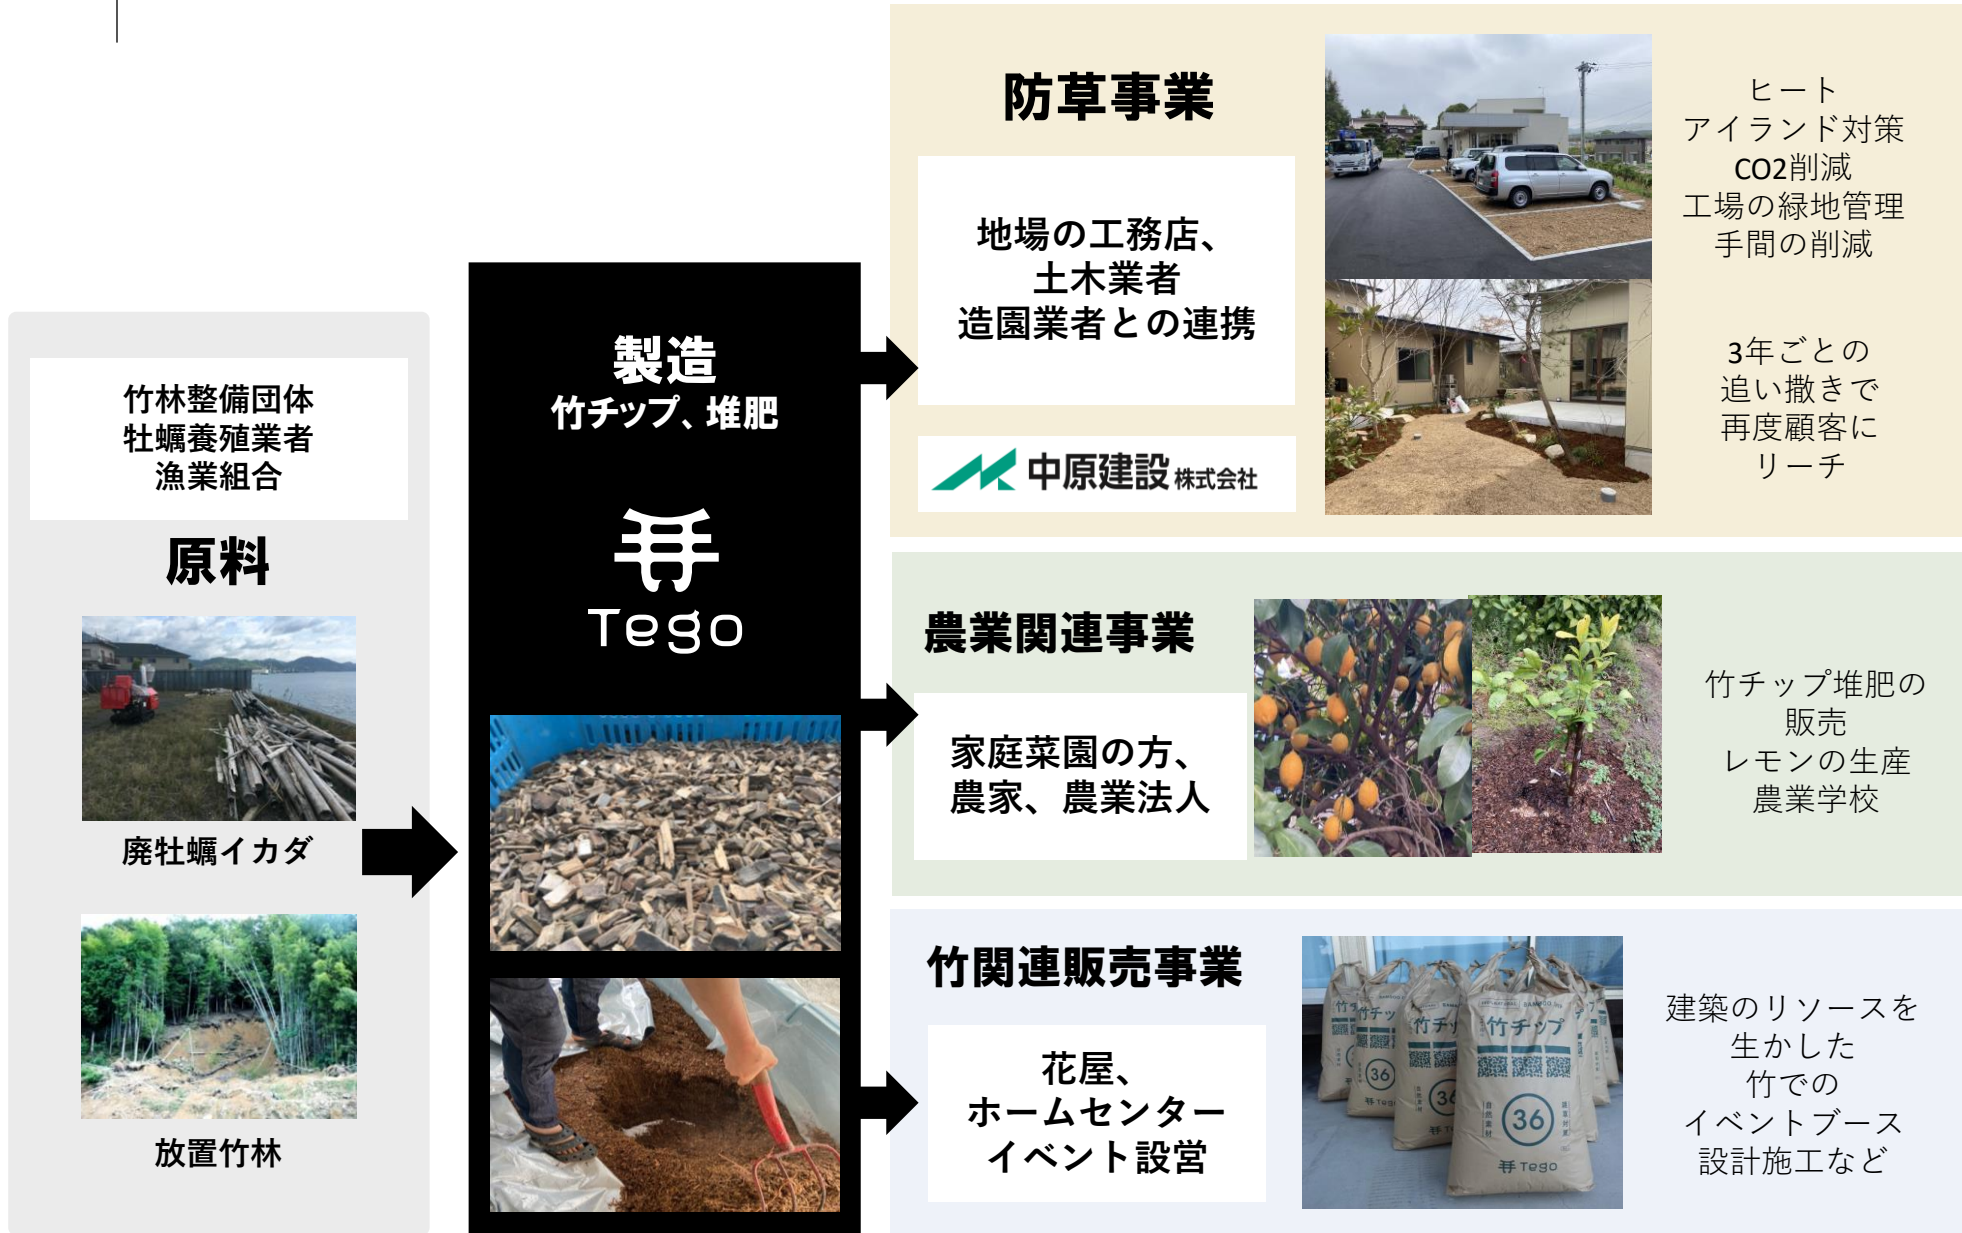 竹林整備団体
牡蠣養殖業者
漁業組合
原料
廃牡蠣イカダ
放置竹林
製造
竹チップ、堆肥
Tego
防草事業
地場の工務店、
土木業者
造園業者との連携
中原建設 株式会社
ヒート
アイランド対策
CO2削減
工場の緑地管理
手間の削減
3年ごとの
追い撒きで
再度顧客に
リーチ
農業関連事業
家庭菜園の方、
農家、農業法人
竹チップ堆肥の
販売
レモンの生産
農業学校
竹関連販売事業
花屋、
ホームセンター
イベント設営
竹チップ
36
Tego
建築のリソースを
生かした
竹での
イベントブース
設計施工など